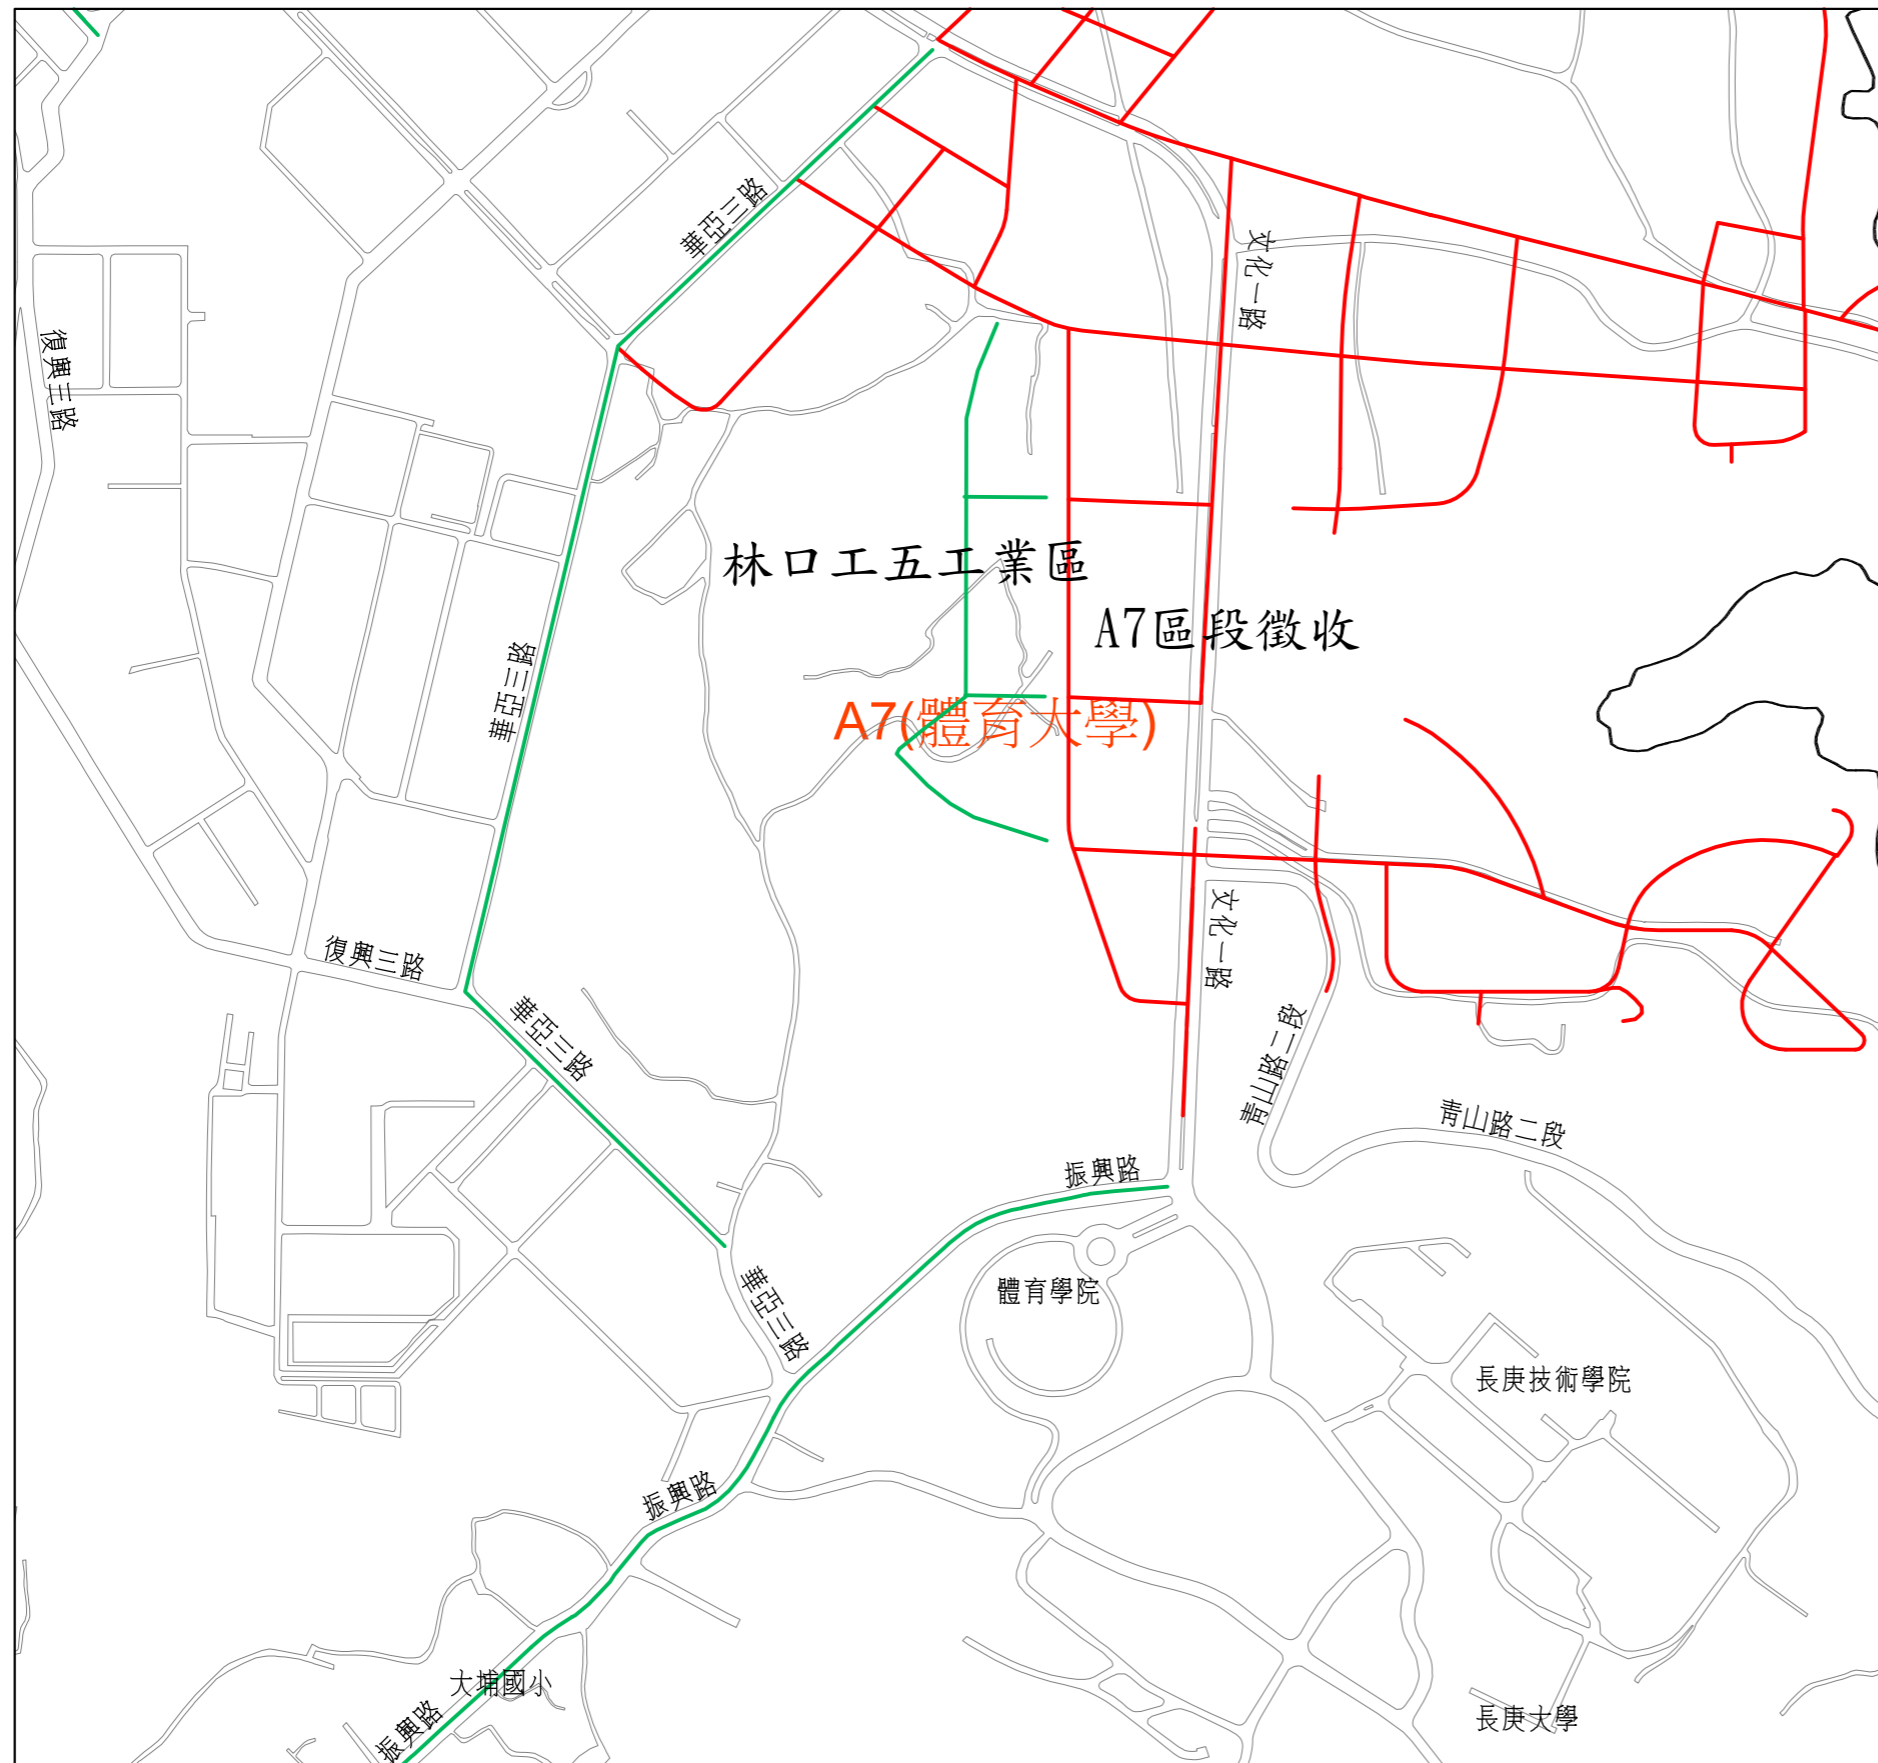 華亞三路
文化一路
復興三路
林口工五工業區
A7區段徵收
華亞三路
A7(體育大學)
文化一路
復興三路
華亞三路
青山路二段
青山路二段
振興路
體育學院
華亞三路
長庚技術學院
振興路
大埔國小
振興路
長庚大學